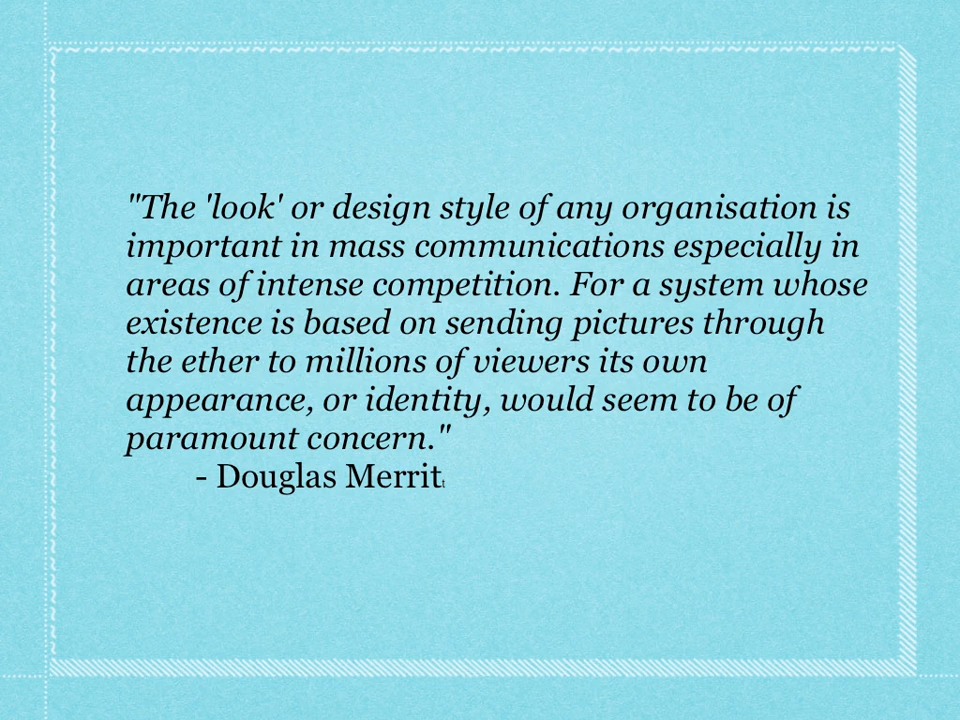 "The 'look' or design style of any organisation is
important in mass communications especially in
areas of intense competition. For a system whose
existence is based on sending pictures through
the ether to millions of viewers its own
appearance, or identity, would seem to be of
paramount concern."
- Douglas Merritt